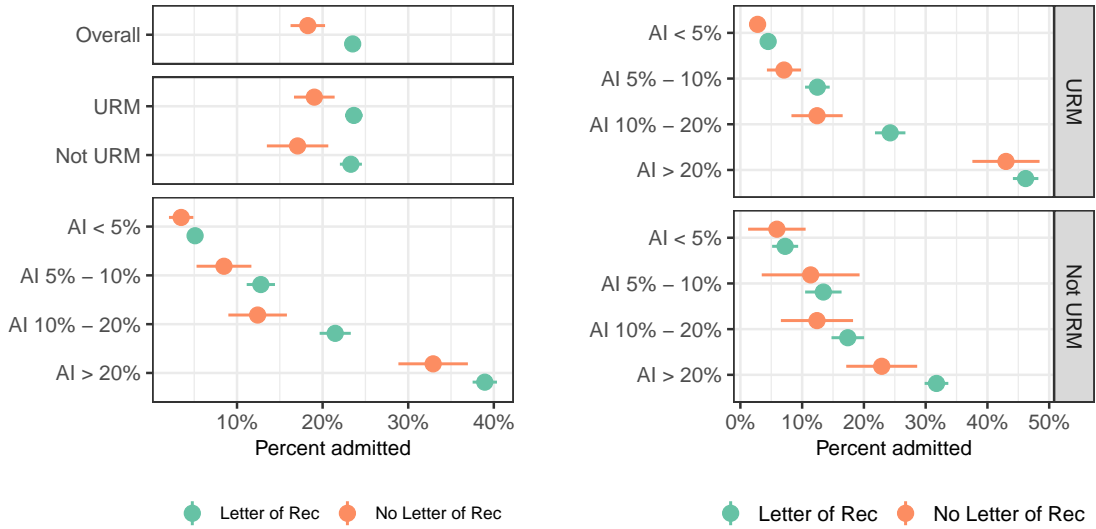 Overall
URM
Not URM
AI < 5%
AI 5% − 10%
AI 10% − 20%
AI > 20%
10% 20% 30% 40%
Percent admitted
Letter of Rec No Letter of Rec
AI < 5%
AI 5% − 10%
AI 10% − 20%
AI > 20%
URM
AI < 5%
AI 5% − 10%
AI 10% − 20%
AI > 20%
Not URM
0% 10% 20% 30% 40% 50%
Percent admitted
Letter of Rec No Letter of Rec